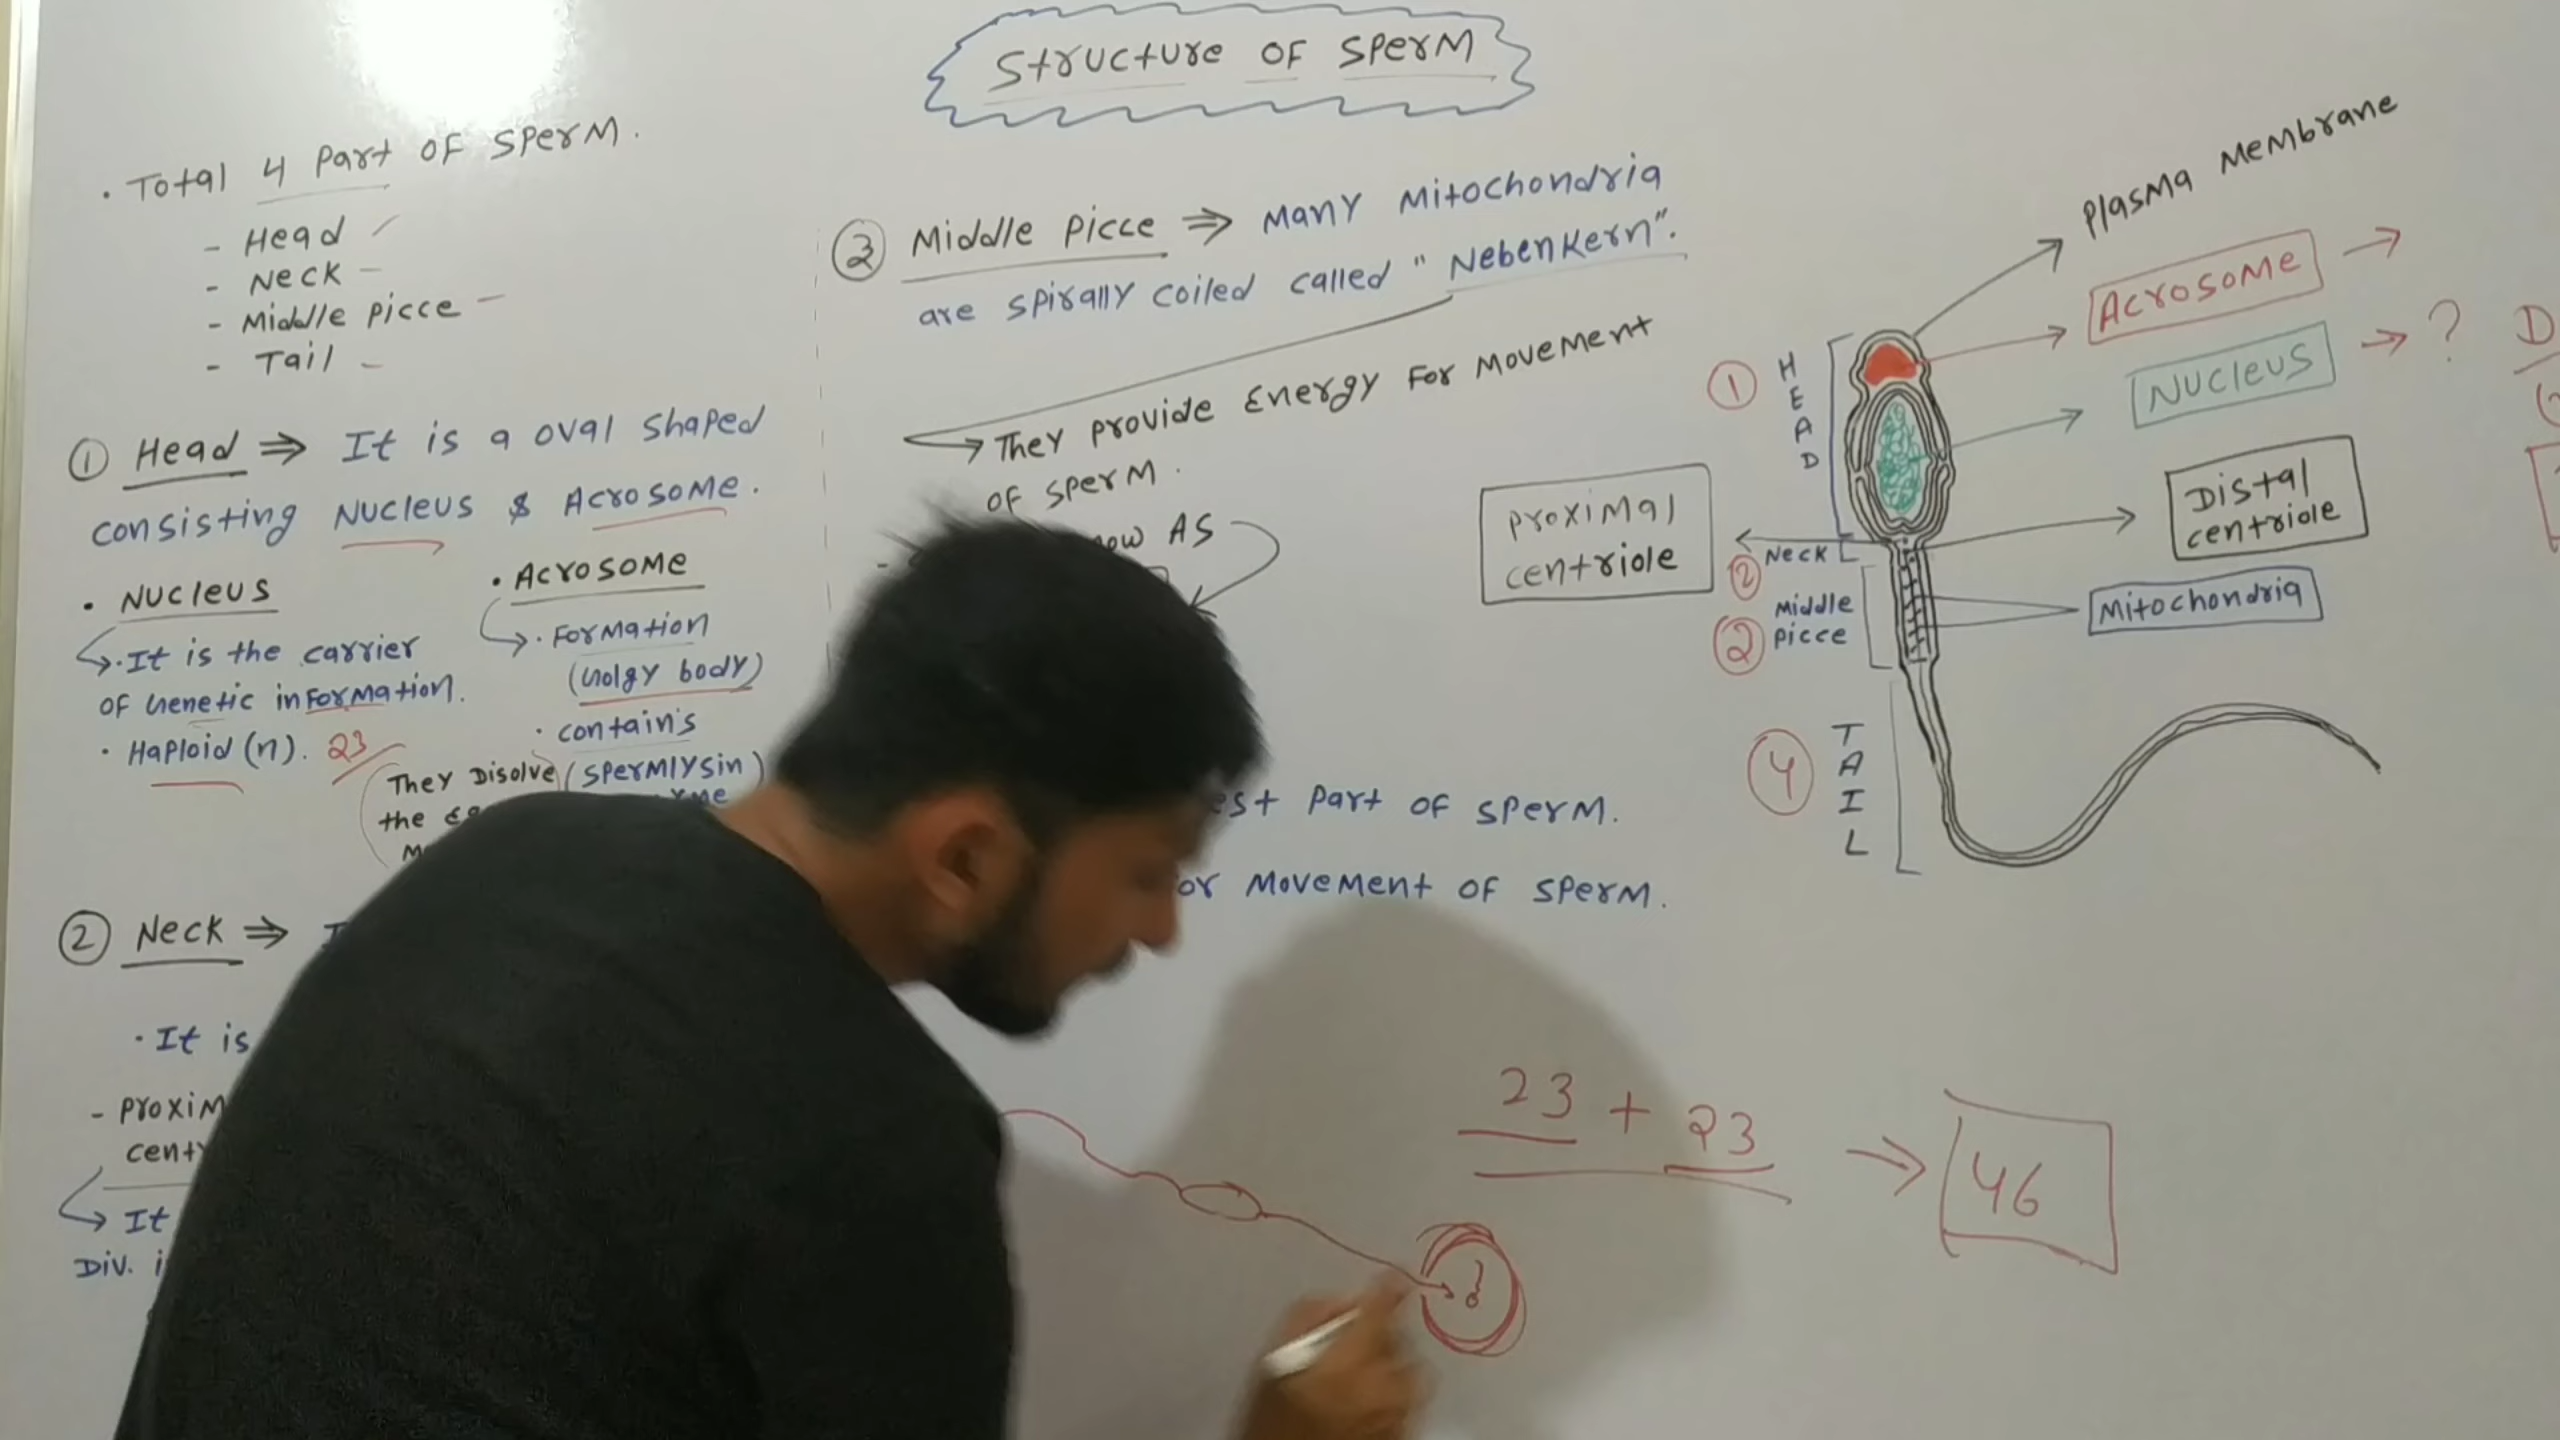 Structure OF Sperm
• Total 4 Part OF Sperm.
- Head
- Neck
- Middle Picce
- Tail
① Head ⇒ It is a oval Shaped
consisting Nucleus & Acrosome.
• Nucleus
• It is the carrier
OF Genetic information.
• Haploid (n). 23
• Acrosome
• Formation
(Golgy body)
• contain's
(Spermlysin)
They Disolve
the
② Neck ⇒
• It is
- Proxim
cent
It
Div. i
③ Middle Picce ⇒ Many Mitochondria
are spirally coiled called "Nebenkern".
→ They provide Energy For Movement
OF Sperm.
AS
est Part OF Sperm.
or Movement OF Sperm.
Plasma Membrane
Acrosome →
Nucleus → ?
D
① HEAD
Proximal
centriole
Distal
centriole
② Neck
② Middle
Picce
Mitochondria
④ TAIL
23 + 23 ⇒ 46